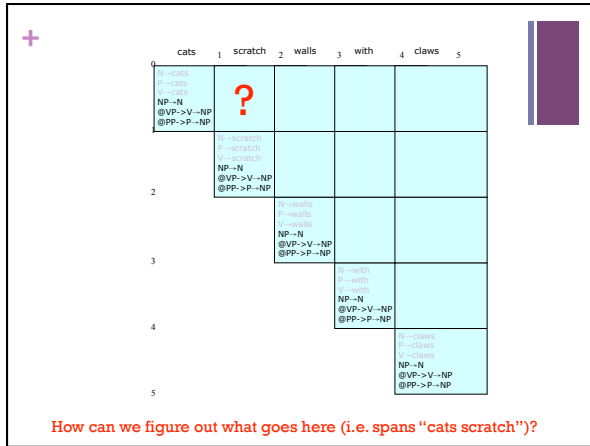 +
cats 1 scratch 2 walls 3 with 4 claws 5
0
N→cats
P→cats
V→cats
NP→N
@VP->V→NP
@PP->P→NP
?
1
N→scratch
P→scratch
V→scratch
NP→N
@VP->V→NP
@PP->P→NP
2
N→walls
P→walls
V→walls
NP→N
@VP->V→NP
@PP->P→NP
3
N→with
P→with
V→with
NP→N
@VP->V→NP
@PP->P→NP
4
N→claws
P→claws
V→claws
NP→N
@VP->V→NP
@PP->P→NP
5
How can we figure out what goes here (i.e. spans “cats scratch”)?